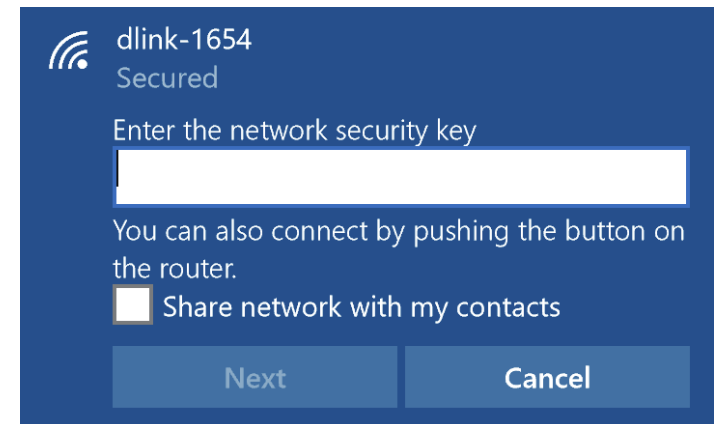 dlink-1654
Secured
Enter the network security key
You can also connect by pushing the button on
the router.
Share network with my contacts
Next
Cancel